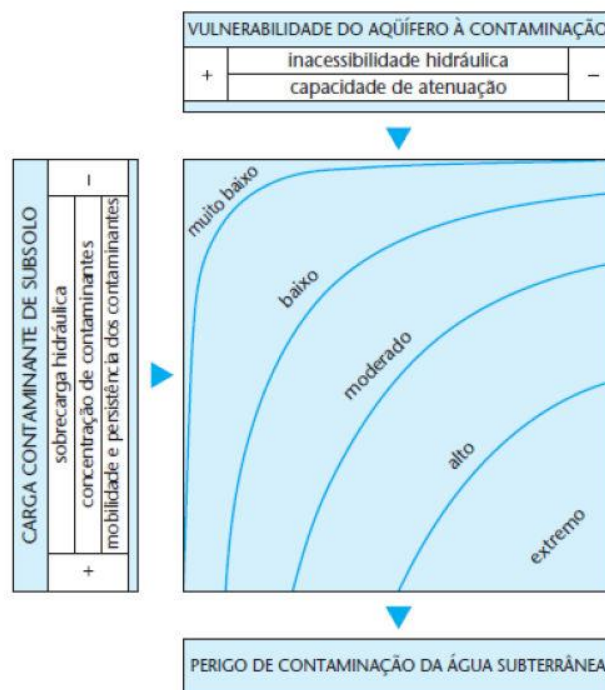 VULNERABILIDADE DO AQÜÍFERO À CONTAMINAÇÃO
+
inacessibilidade hidráulica
capacidade de atenuação
–
CARGA CONTAMINANTE DE SUBSOLO
–
sobrecarga hidráulica
concentração de contaminantes
mobilidade e persistência dos contaminantes
+
muito baixo
baixo
moderado
alto
extremo
PERIGO DE CONTAMINAÇÃO DA ÁGUA SUBTERRÂNEA